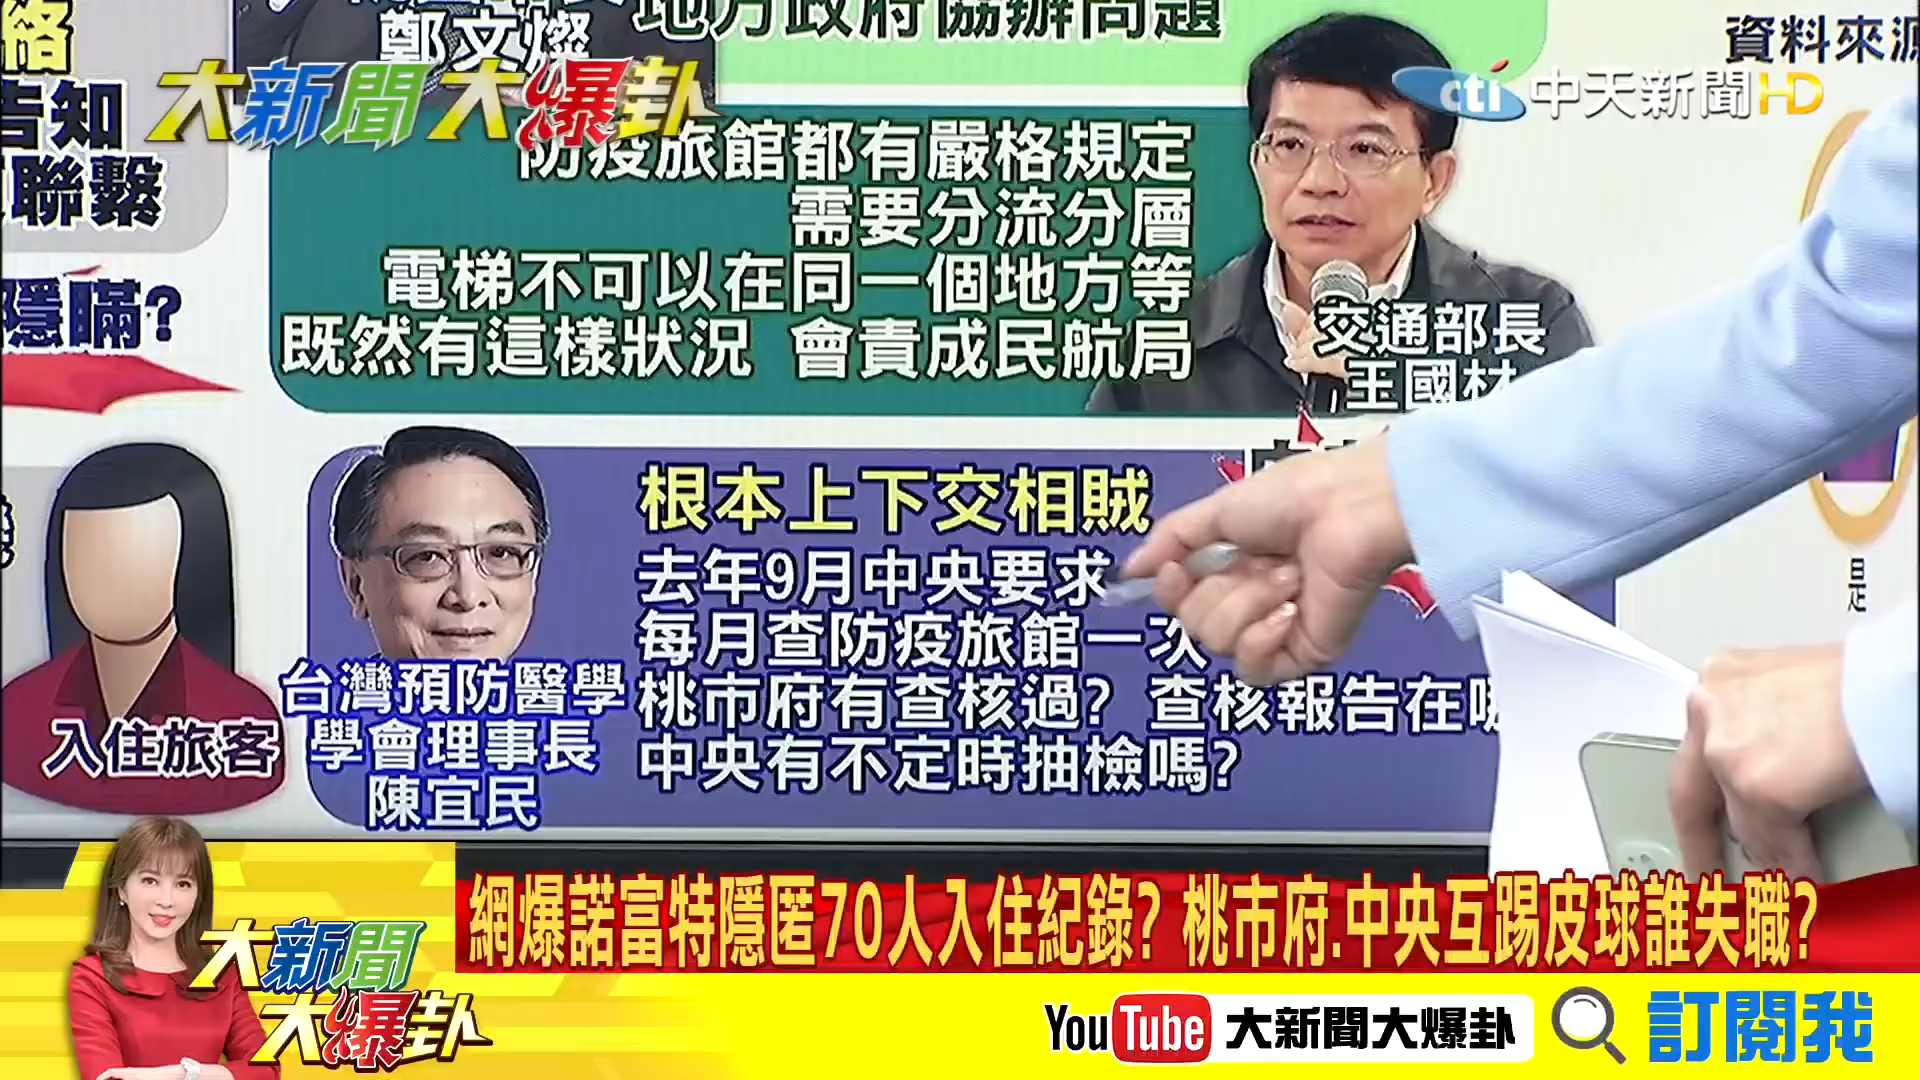 地方政府協辦問題
鄭文燦
資料來源
格
告知
聯繫
隱瞞?
大新聞大爆卦
cti 中天新聞HD
防疫旅館都有嚴格規定
需要分流分層
電梯不可以在同一個地方等
既然有這樣狀況 會責成民航局
交通部長
王國材
根本上下交相賊
去年9月中央要求
每月查防疫旅館一次
桃市府有查核過? 查核報告在哪
中央有不定時抽檢嗎?
台灣預防醫學
學會理事長
陳宜民
入住旅客
是
網爆諾富特隱匿70人入住紀錄? 桃市府.中央互踢皮球誰失職?
大新聞
大爆卦
YouTube 大新聞大爆卦
訂閱我